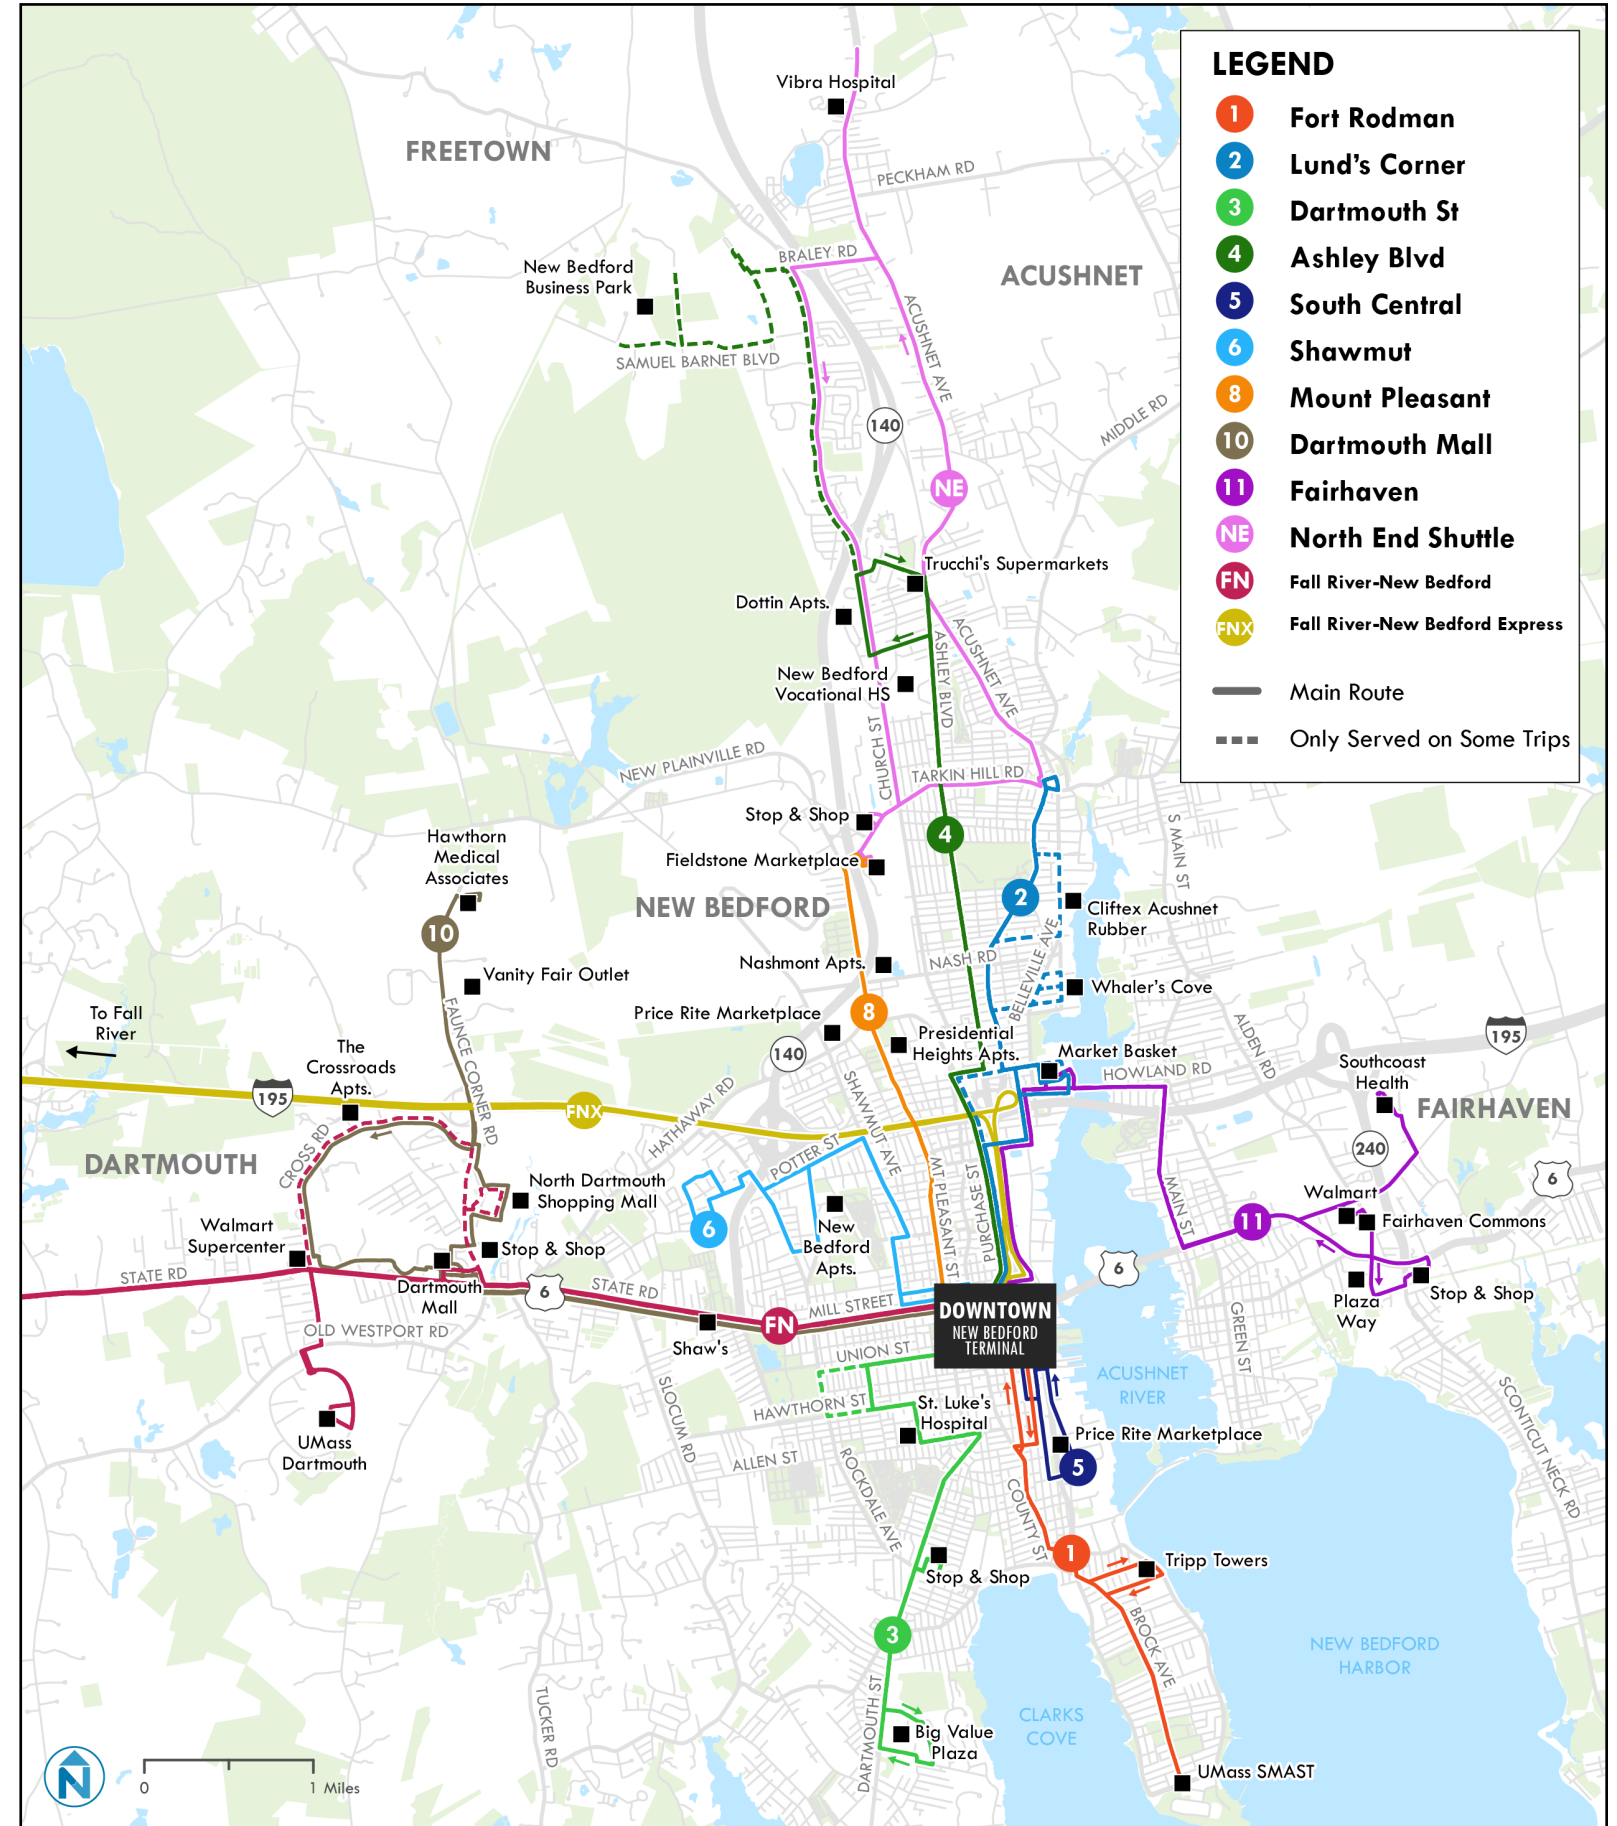 LEGEND
1 Fort Rodman
2 Lund's Corner
3 Dartmouth St
4 Ashley Blvd
5 South Central
6 Shawmut
8 Mount Pleasant
10 Dartmouth Mall
11 Fairhaven
NE North End Shuttle
FN Fall River-New Bedford
FNX Fall River-New Bedford Express
Main Route
Only Served on Some Trips
Vibra Hospital
FREETOWN
PECKHAM RD
BRALEY RD
New Bedford
Business Park
ACUSHNET
ACUSHNET AVE
SAMUEL BARNET BLVD
MIDDLE RD
140
NE
Trucchi's Supermarkets
Dottin Apts.
ACUSHNET AVE
ASHLEY BLVD
New Bedford
Vocational HS
CHURCH ST
NEW PLAINVILLE RD
TARKIN HILL RD
Stop & Shop
4
S MAIN ST
Hawthorn
Medical
Associates
Fieldstone Marketplace
NEW BEDFORD
2
Cliftex Acushnet
Rubber
10
BELLEVILLE AVE
NASH RD
Nashmont Apts.
Vanity Fair Outlet
Whaler's Cove
To Fall
River
FAUNCE CORNER RD
Price Rite Marketplace
8
Presidential
Heights Apts.
ALDEN RD
195
The
Crossroads
Apts.
140
Market Basket
HOWLAND RD
Southcoast
Health
195
FNX
HATHAWAY RD
SHAWMUT AVE
FAIRHAVEN
CROSS RD
DARTMOUTH
POTTER ST
240
6
North Dartmouth
Shopping Mall
MT PLEASANT ST
PURCHASE ST
MAIN ST
Walmart
Fairhaven Commons
11
6
New
Bedford
Apts.
Walmart
Supercenter
Stop & Shop
6
STATE RD
Dartmouth
Mall
6
STATE RD
MILL STREET
DOWNTOWN
NEW BEDFORD
TERMINAL
Plaza
Way
Stop & Shop
OLD WESTPORT RD
FN
Shaw's
UNION ST
GREEN ST
ACUSHNET
RIVER
SLOCUM RD
HAWTHORN ST
St. Luke's
Hospital
SCONTICUT NECK RD
UMass
Dartmouth
ALLEN ST
ROCKDALE AVE
Price Rite Marketplace
5
COUNTY ST
1
Tripp Towers
Stop & Shop
3
BROCK AVE
NEW BEDFORD
HARBOR
TUCKER RD
DARTMOUTH ST
CLARKS
COVE
Big Value
Plaza
UMass SMAST
N
0 1 Miles